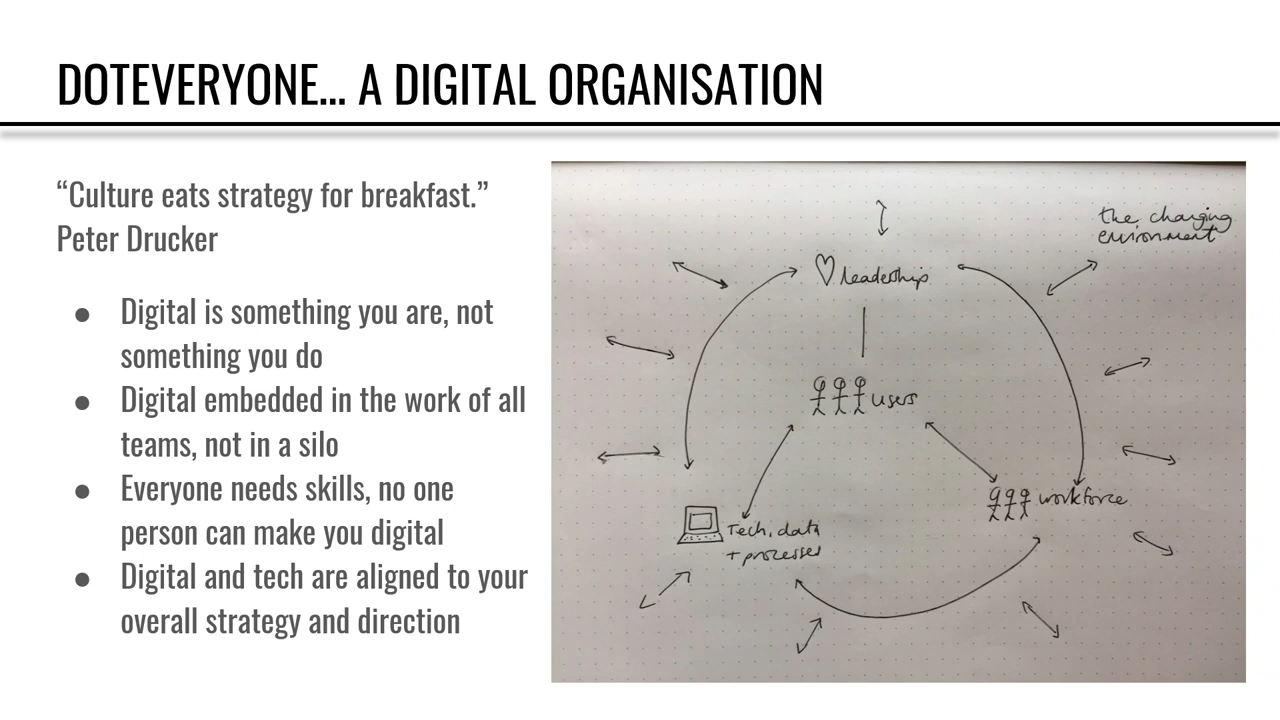 DOTEVERYONE... A DIGITAL ORGANISATION
“Culture eats strategy for breakfast.”
Peter Drucker
● Digital is something you are, not
something you do
● Digital embedded in the work of all
teams, not in a silo
● Everyone needs skills, no one
person can make you digital
● Digital and tech are aligned to your
overall strategy and direction
the changing
environment
leadership
users
workforce
Tech, data
+ processes